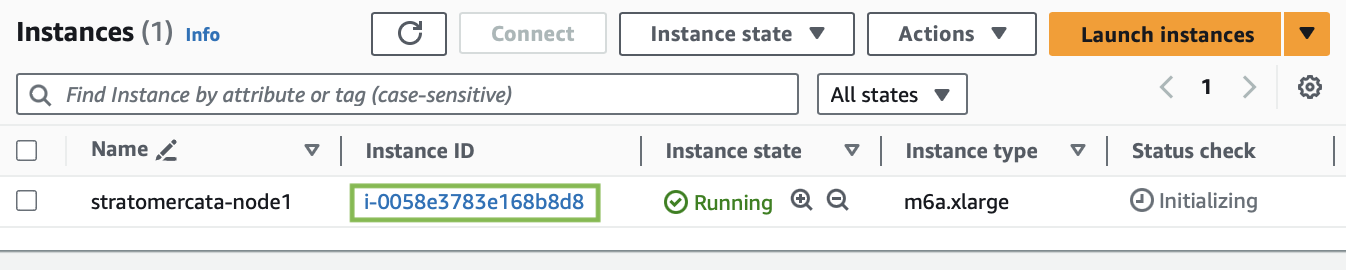 Instances (1) Info Connect Instance state Actions Launch instances
Find Instance by attribute or tag (case-sensitive) All states 1
Name Instance ID Instance state Instance type Status check
stratomercata-node1 i-0058e3783e168b8d8 Running m6a.xlarge Initializing